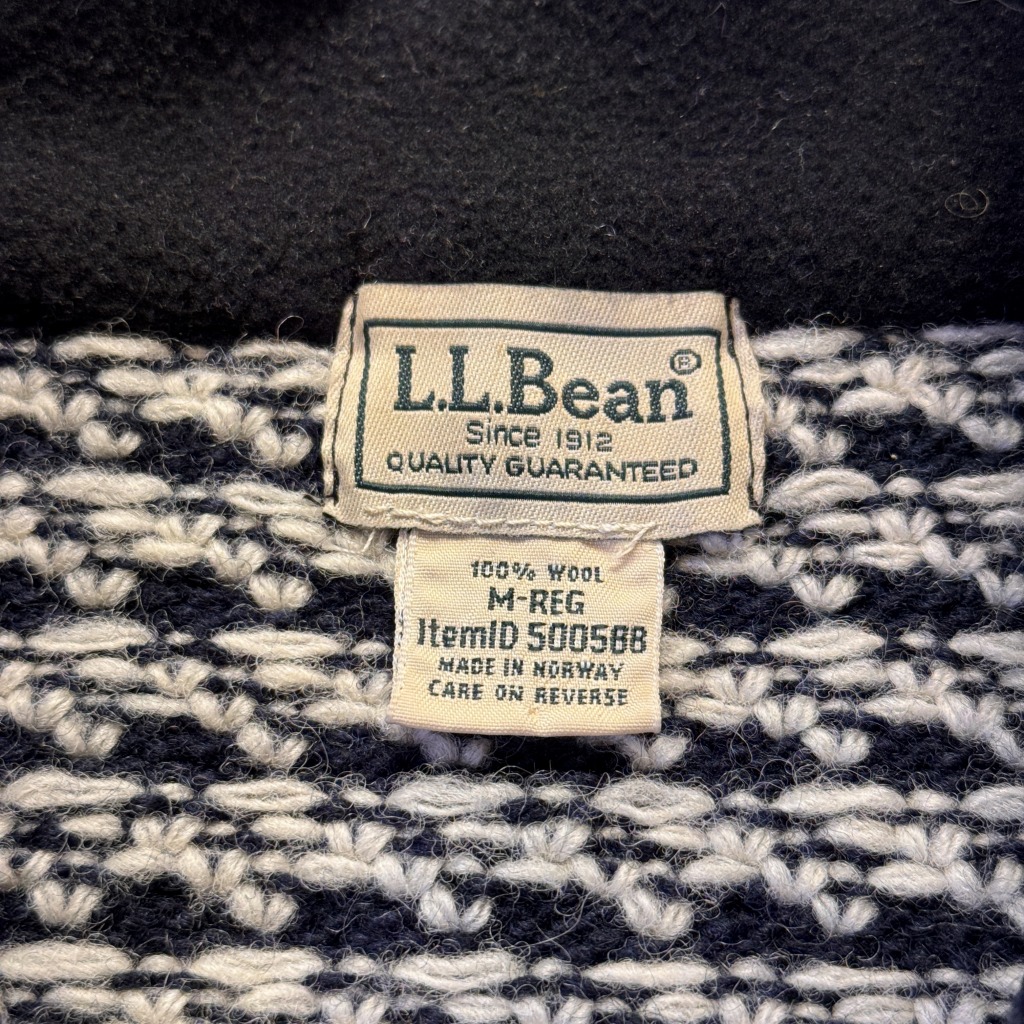 L.L.Bean®
Since 1912
QUALITY GUARANTEED
100% WOOL
M-REG
ItemID 500588
MADE IN NORWAY
CARE ON REVERSE